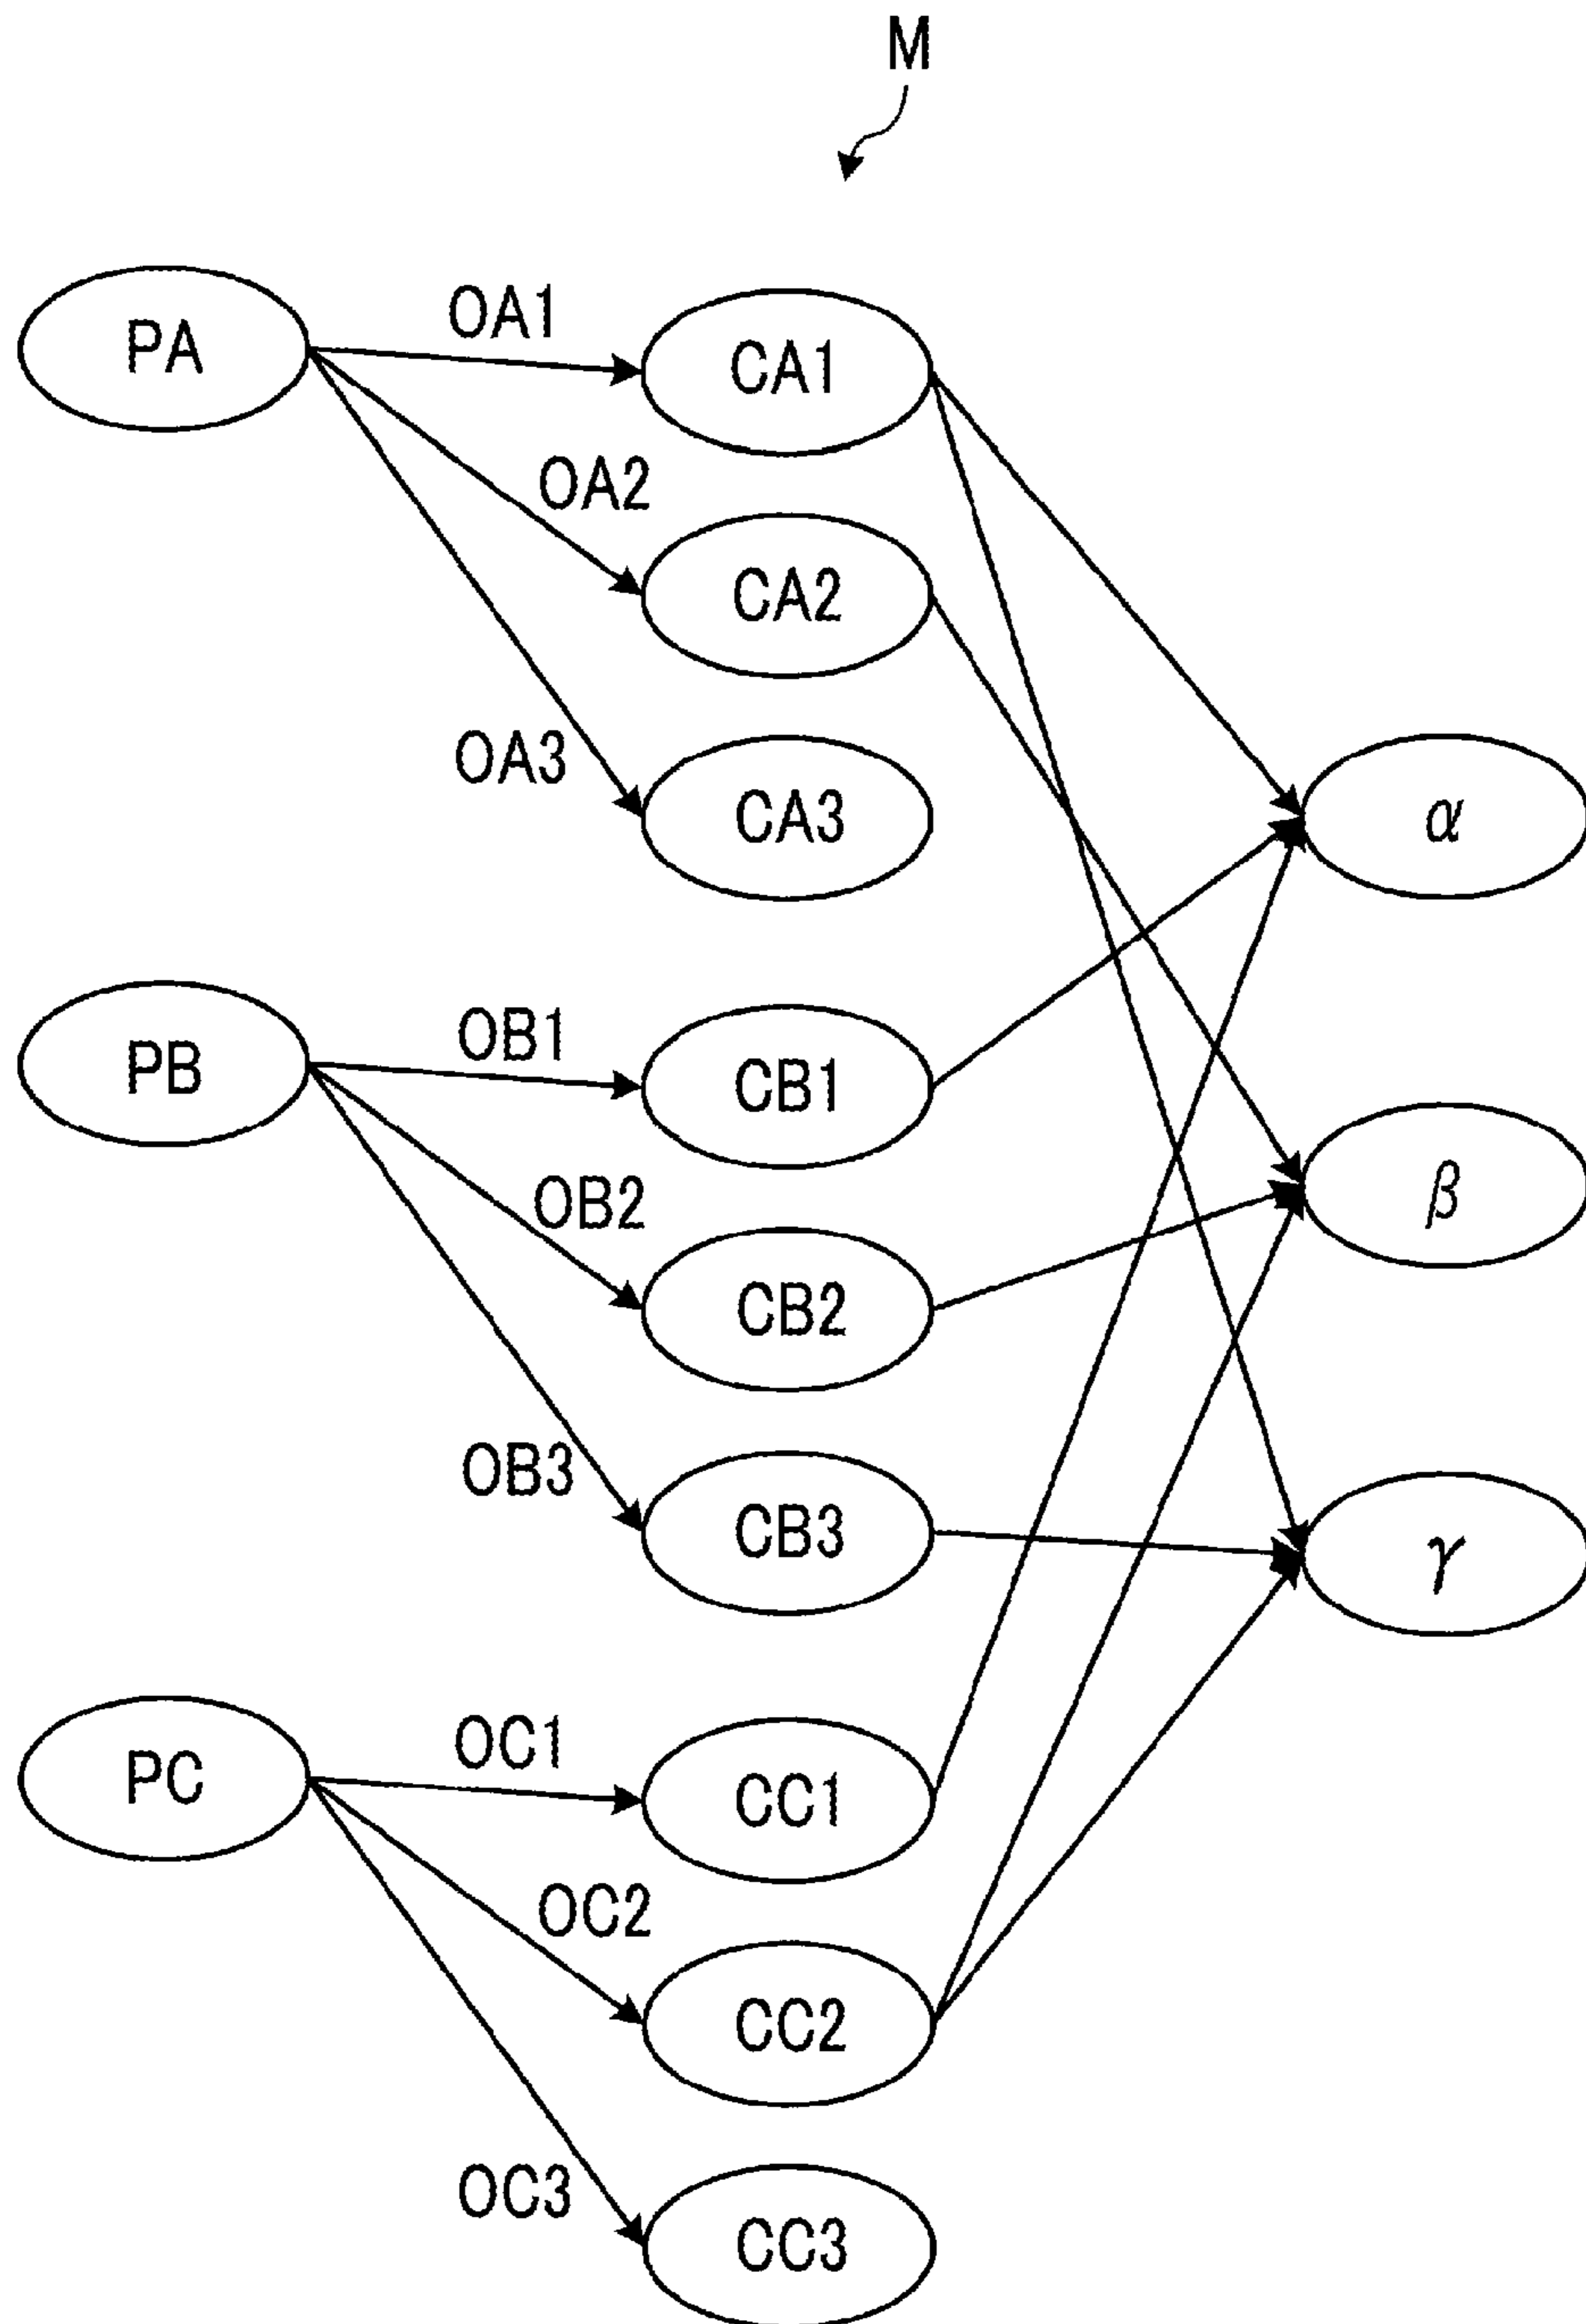 M
PA
OA1
CA1
OA2
CA2
OA3
CA3
α
PB
OB1
CB1
OB2
β
CB2
OB3
CB3
γ
PC
OC1
CC1
OC2
CC2
OC3
CC3